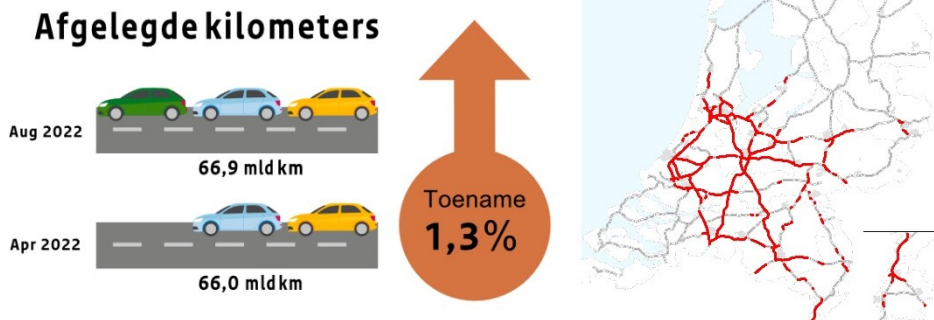 Afgelegde kilometers
Aug 2022
66,9 mld km
Apr 2022
66,0 mld km
Toename
1,3%